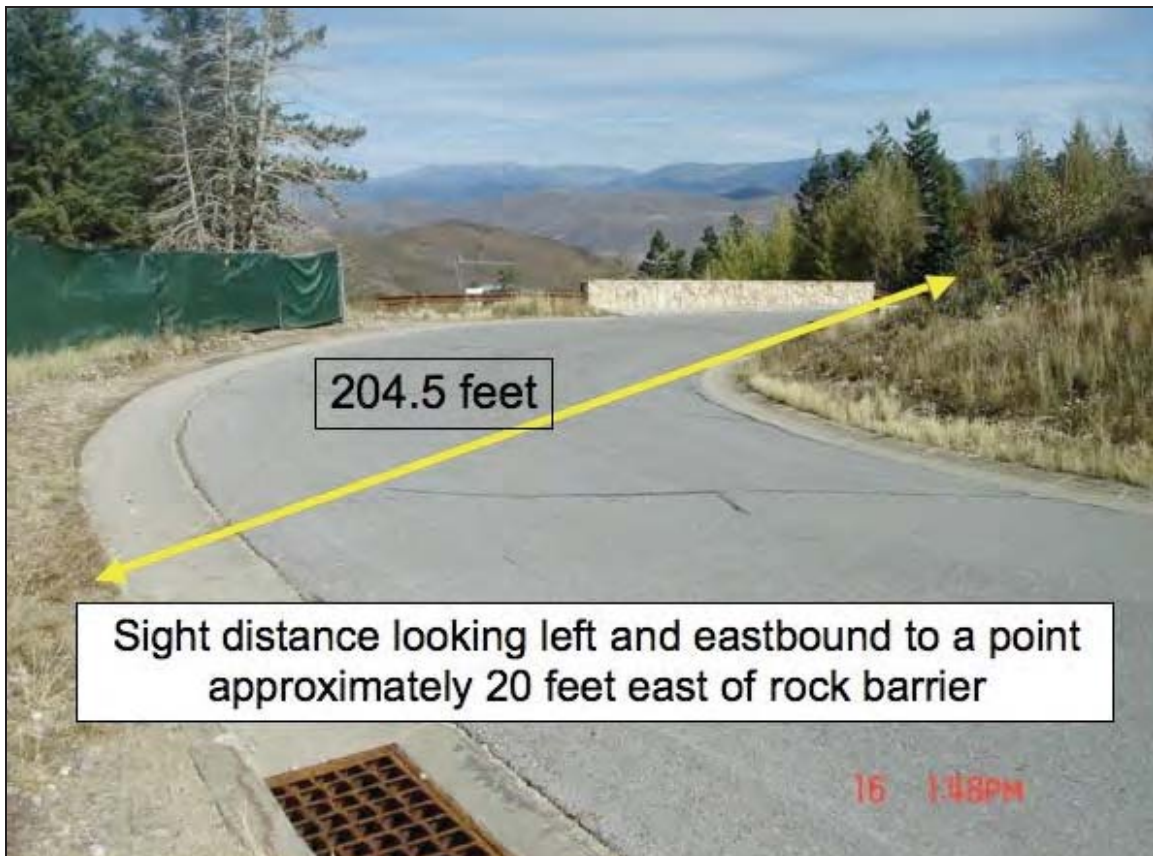 204.5 feet
Sight distance looking left and eastbound to a point
approximately 20 feet east of rock barrier
16 1:48PM